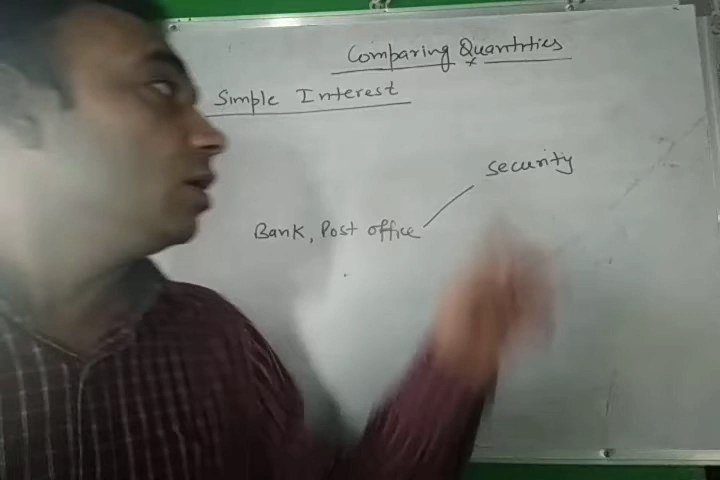 Comparing Quantities
Simple Interest
security
Bank, Post office